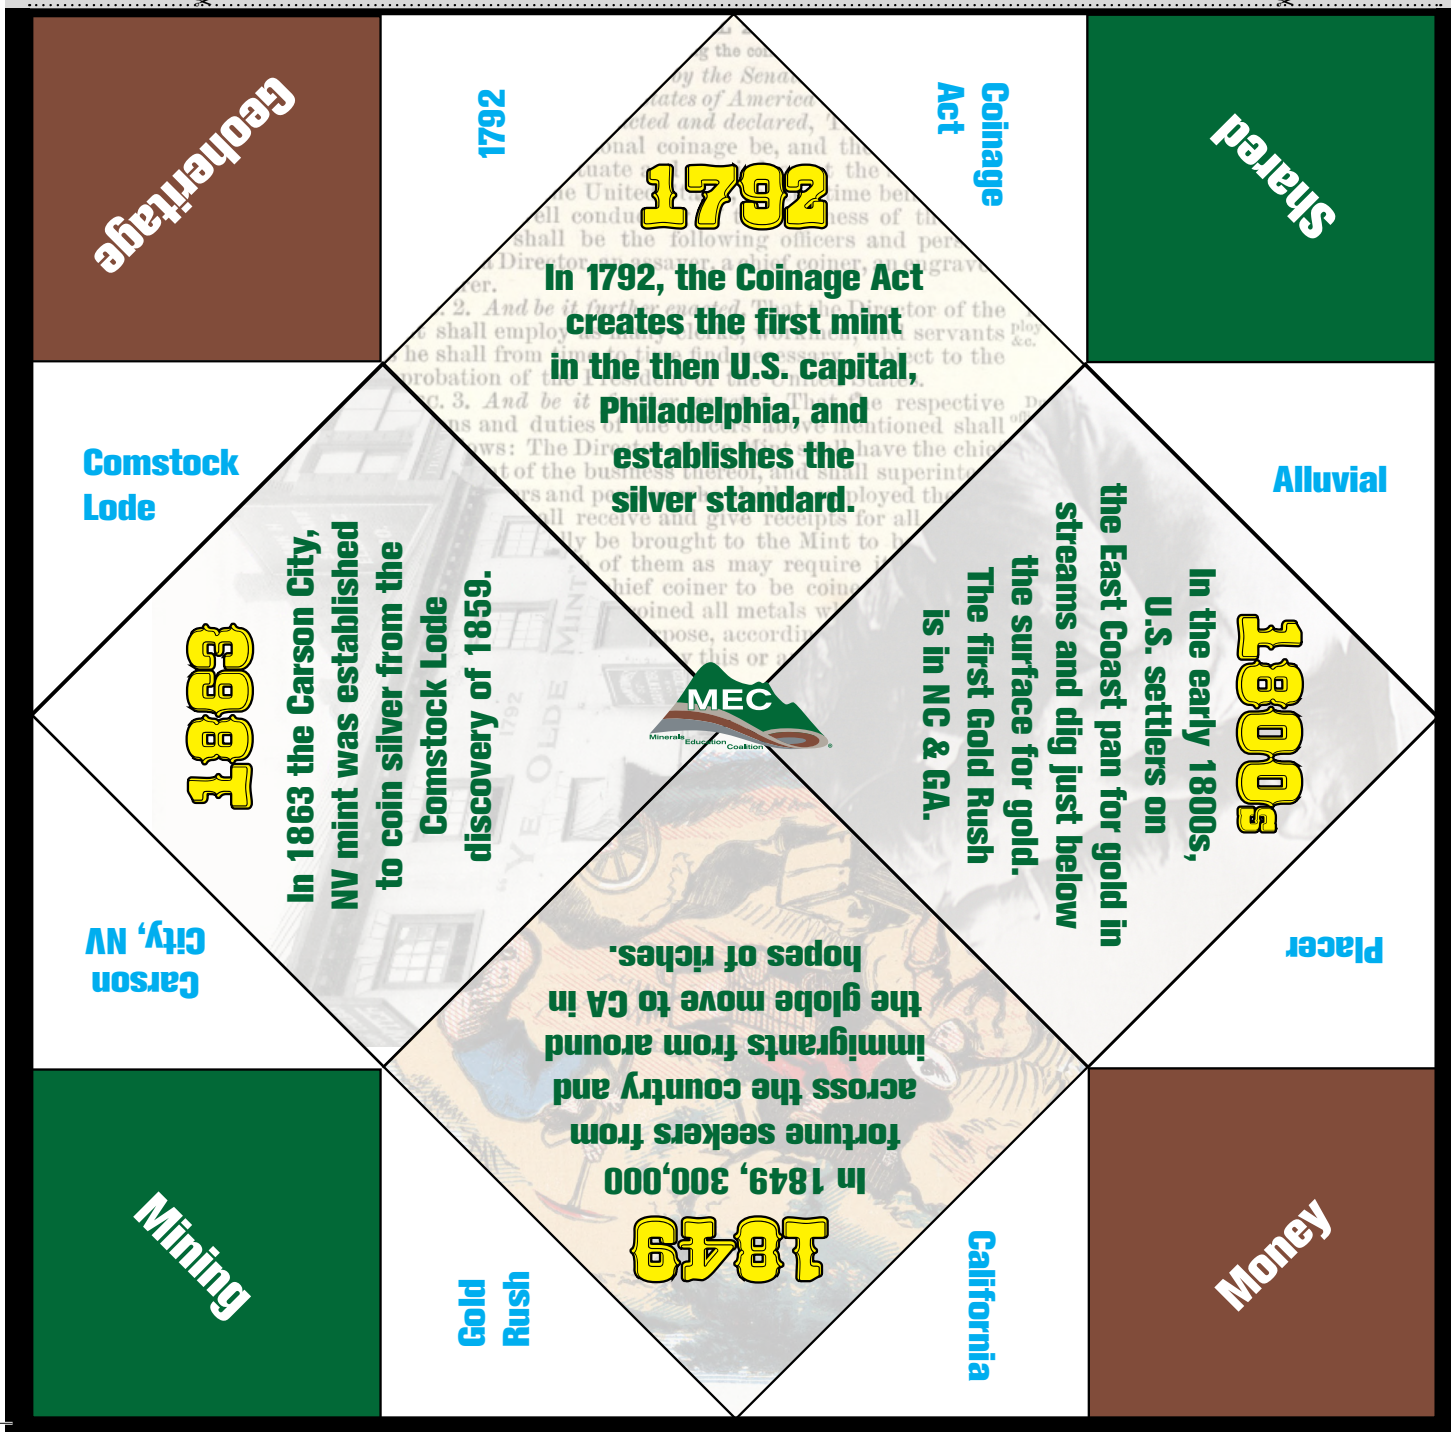 Geoheritage
1792
Coinage
Act
Shared
1792
In 1792, the Coinage Act
creates the first mint
in the then U.S. capital,
Philadelphia, and
establishes the
silver standard.
Comstock
Lode
Alluvial
1863
In 1863 the Carson City,
NV mint was established
to coin silver from the
Comstock Lode
discovery of 1859.
1800s
In the early 1800s,
U.S. settlers on
the East Coast pan for gold in
streams and dig just below
the surface for gold.
The first Gold Rush
is in NC & GA.
MEC
Minerals Education Coalition
Carson
City, NV
Placer
1849
In 1849, 300,000
fortune seekers from
across the country and
immigrants from around
the globe move to CA in
hopes of riches.
Mining
Gold
Rush
California
Money